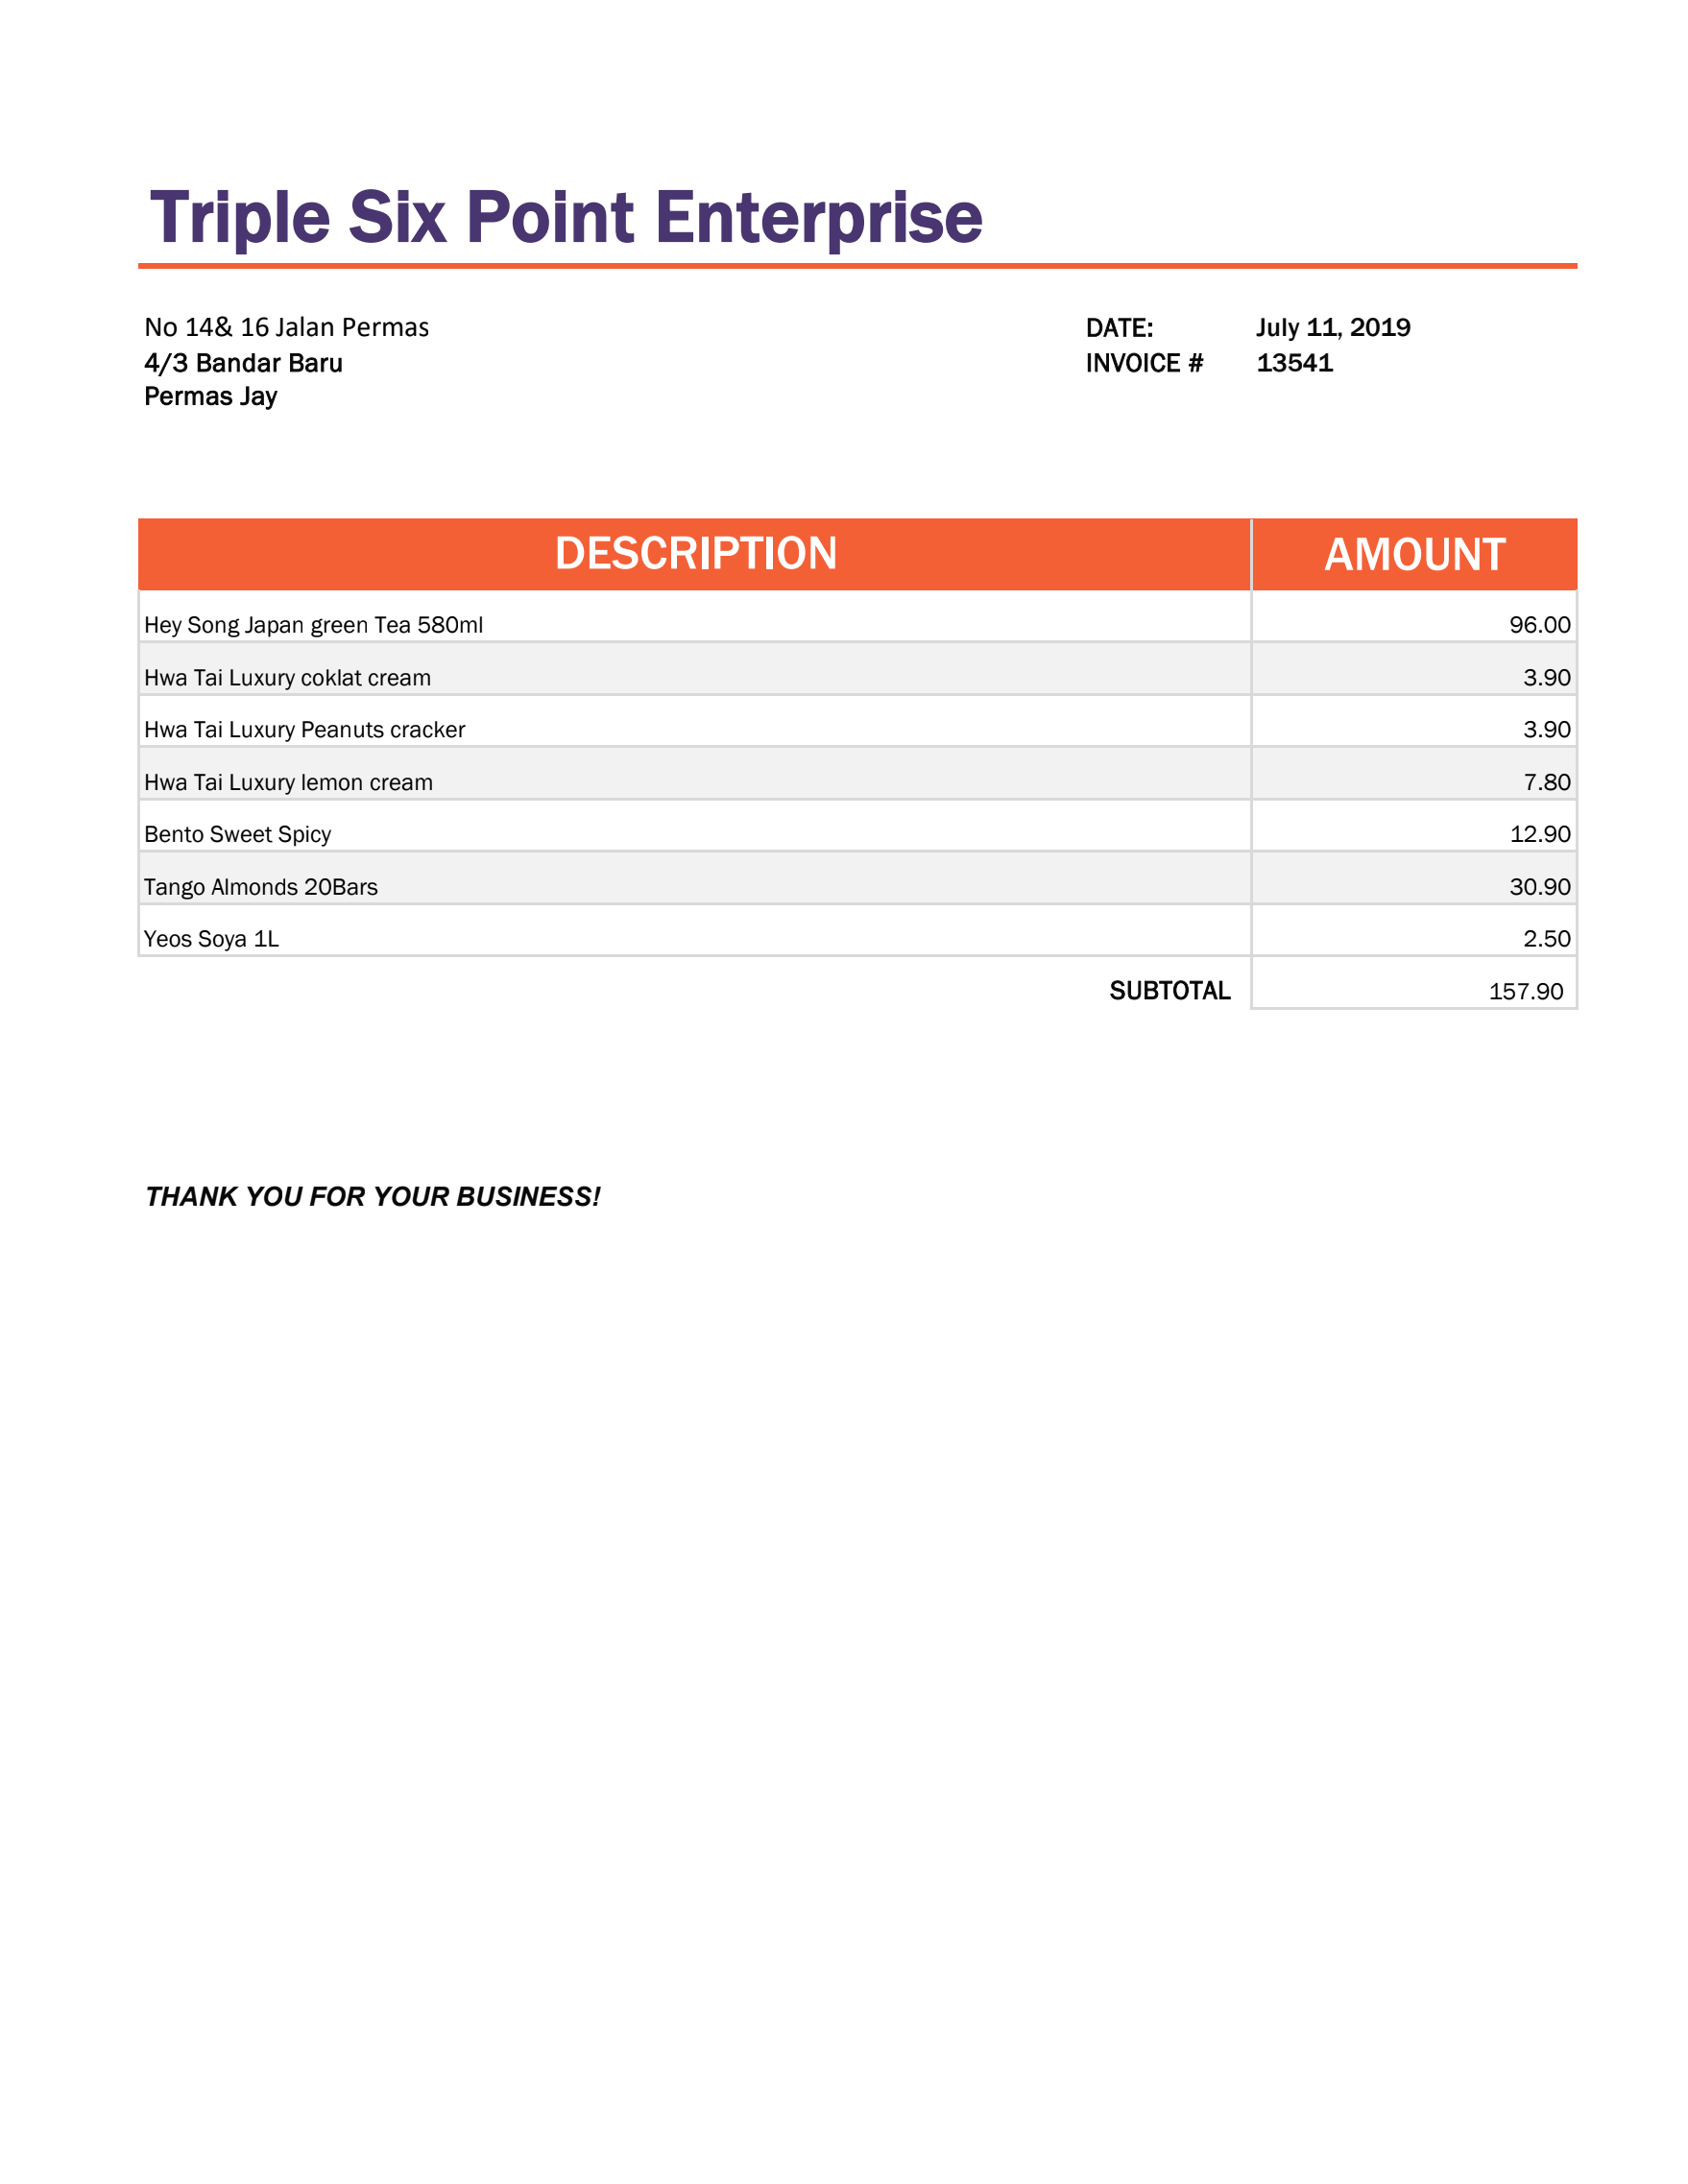 Triple Six Point Enterprise
No 14& 16 Jalan Permas DATE: July 11, 2019
4/3 Bandar Baru INVOICE # 13541
Permas Jay
DESCRIPTION AMOUNT
Hey Song Japan green Tea 580ml 96.00
Hwa Tai Luxury coklat cream 3.90
Hwa Tai Luxury Peanuts cracker 3.90
Hwa Tai Luxury lemon cream 7.80
Bento Sweet Spicy 12.90
Tango Almonds 20Bars 30.90
Yeos Soya 1L 2.50
SUBTOTAL 157.90
THANK YOU FOR YOUR BUSINESS!